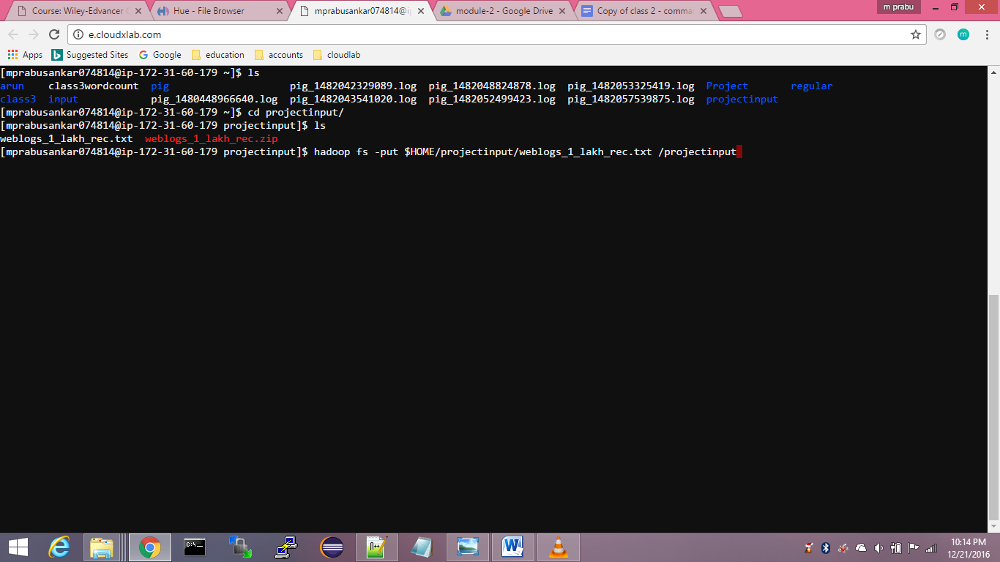 Course: Wiley-Edvancer
Hue - File Browser
mprabusankar074814@ip
module-2 - Google Drive
Copy of class 2 - comma
m prabu
e.cloudxlab.com
m
Apps
Suggested Sites
Google
education
accounts
cloudlab
[mprabusankar074814@ip-172-31-60-179 ~]$ ls
arun class3wordcount pig pig_1482042329089.log pig_1482048824878.log pig_1482053325419.log Project regular
class3 input pig_1480448966640.log pig_1482043541020.log pig_1482052499423.log pig_1482057539875.log projectinput
[mprabusankar074814@ip-172-31-60-179 ~]$ cd projectinput/
[mprabusankar074814@ip-172-31-60-179 projectinput]$ ls
weblogs_1_lakh_rec.txt weblogs_1_lakh_rec.zip
[mprabusankar074814@ip-172-31-60-179 projectinput]$ hadoop fs -put $HOME/projectinput/weblogs_1_lakh_rec.txt /projectinput
10:14 PM
12/21/2016